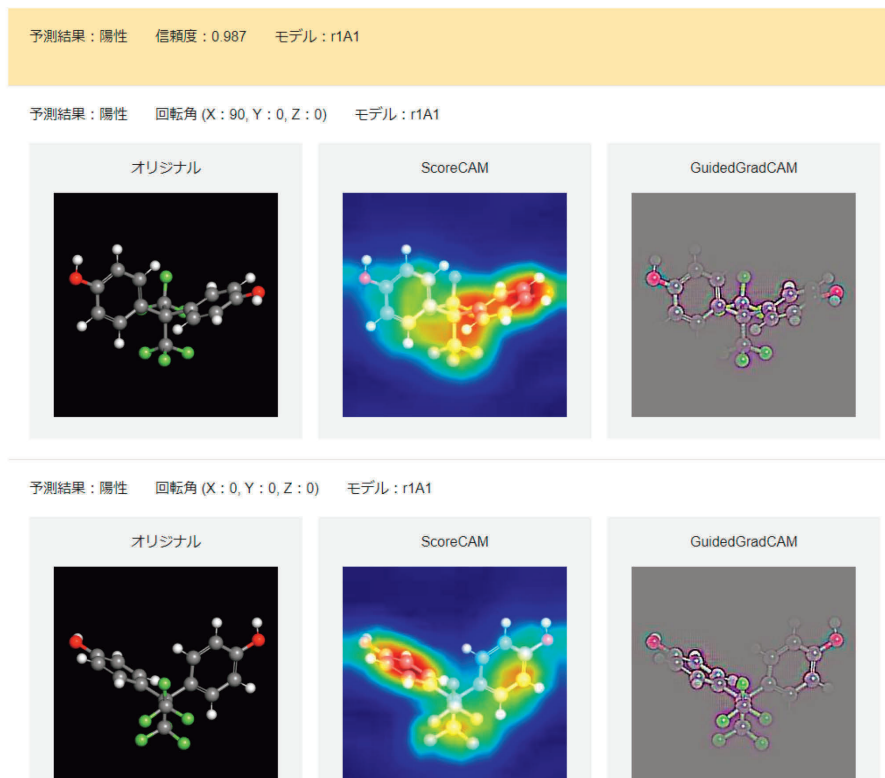 予測結果：陽性　信頼度：0.987　モデル：r1A1
予測結果：陽性　回転角 (X：90, Y：0, Z：0)　モデル：r1A1
オリジナル　ScoreCAM　GuidedGradCAM
予測結果：陽性　回転角 (X：0, Y：0, Z：0)　モデル：r1A1
オリジナル　ScoreCAM　GuidedGradCAM